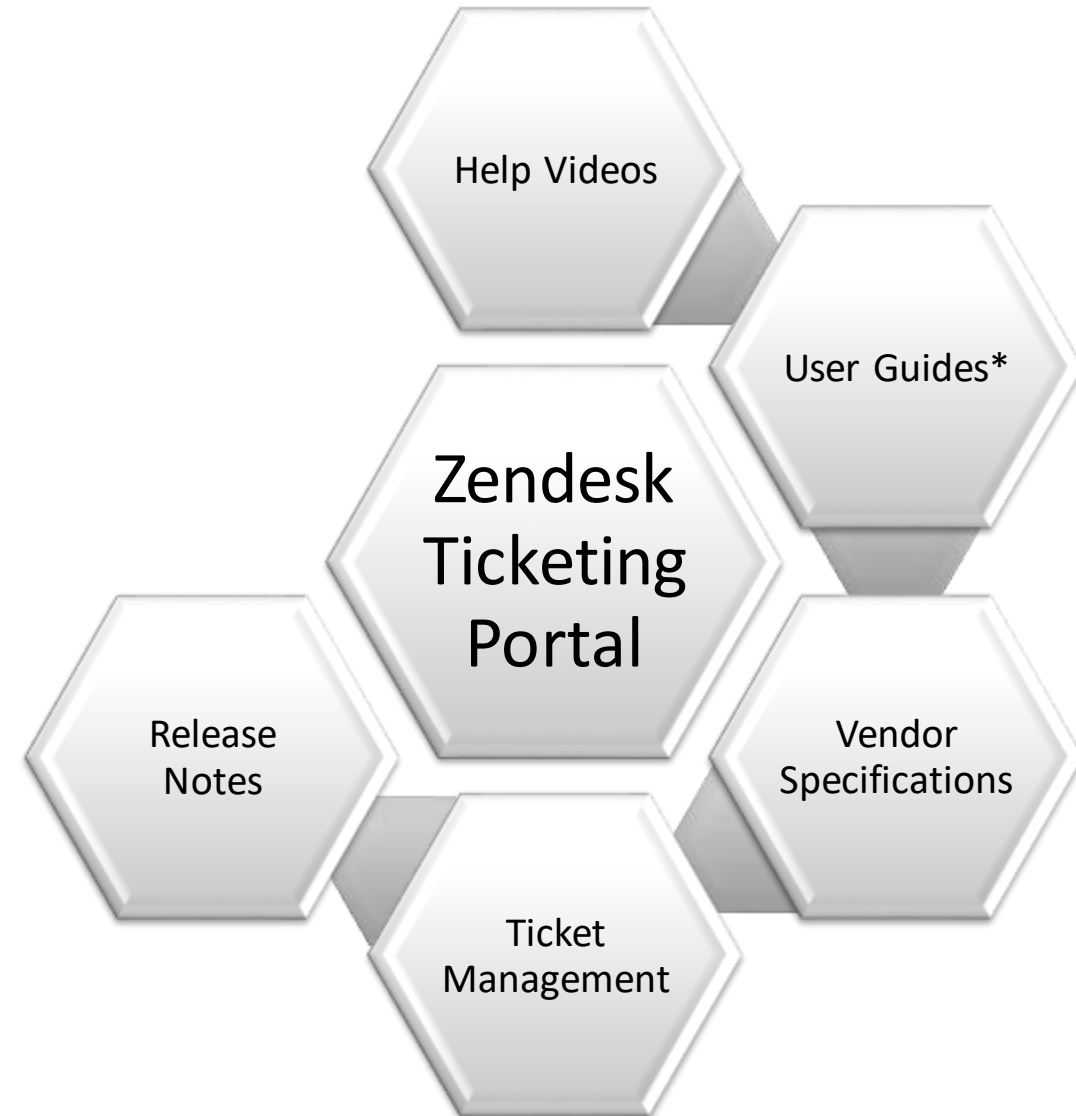 Help Videos
User Guides*
Zendesk
Ticketing
Portal
Release
Notes
Vendor
Specifications
Ticket
Management